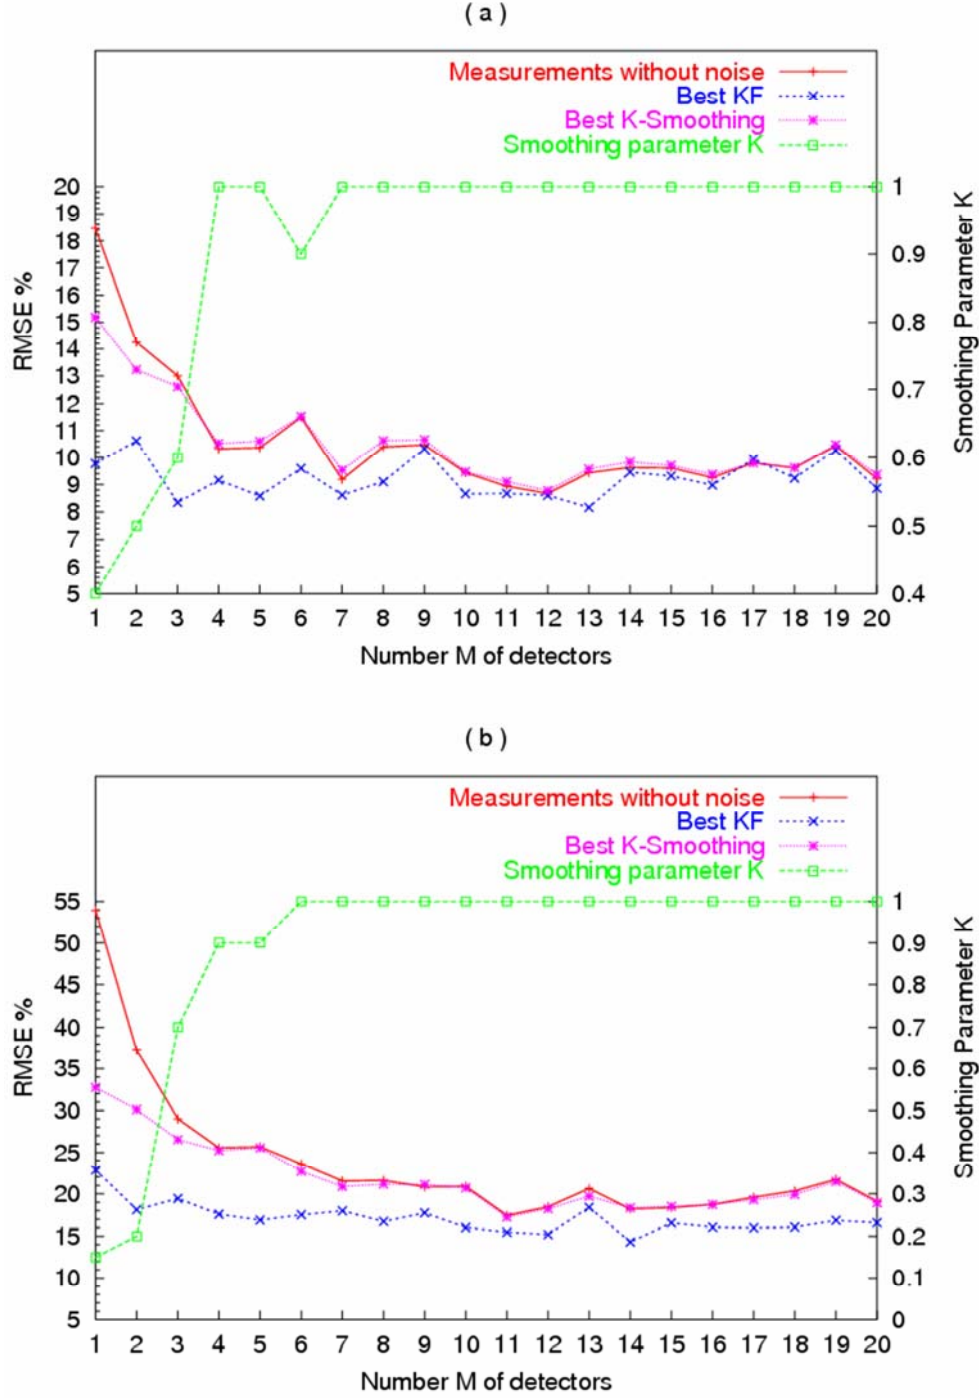 ( a )
Measurements without noise
Best KF
Best K-Smoothing
Smoothing parameter K
20
19
18
17
16
15
14
13
12
11
10
9
8
7
6
5
RMSE %
1
0.9
0.8
0.7
0.6
0.5
0.4
Smoothing Parameter K
1 2 3 4 5 6 7 8 9 10 11 12 13 14 15 16 17 18 19 20
Number M of detectors
( b )
Measurements without noise
Best KF
Best K-Smoothing
Smoothing parameter K
55
50
45
40
35
30
25
20
15
10
5
RMSE %
1
0.9
0.8
0.7
0.6
0.5
0.4
0.3
0.2
0.1
0
Smoothing Parameter K
1 2 3 4 5 6 7 8 9 10 11 12 13 14 15 16 17 18 19 20
Number M of detectors